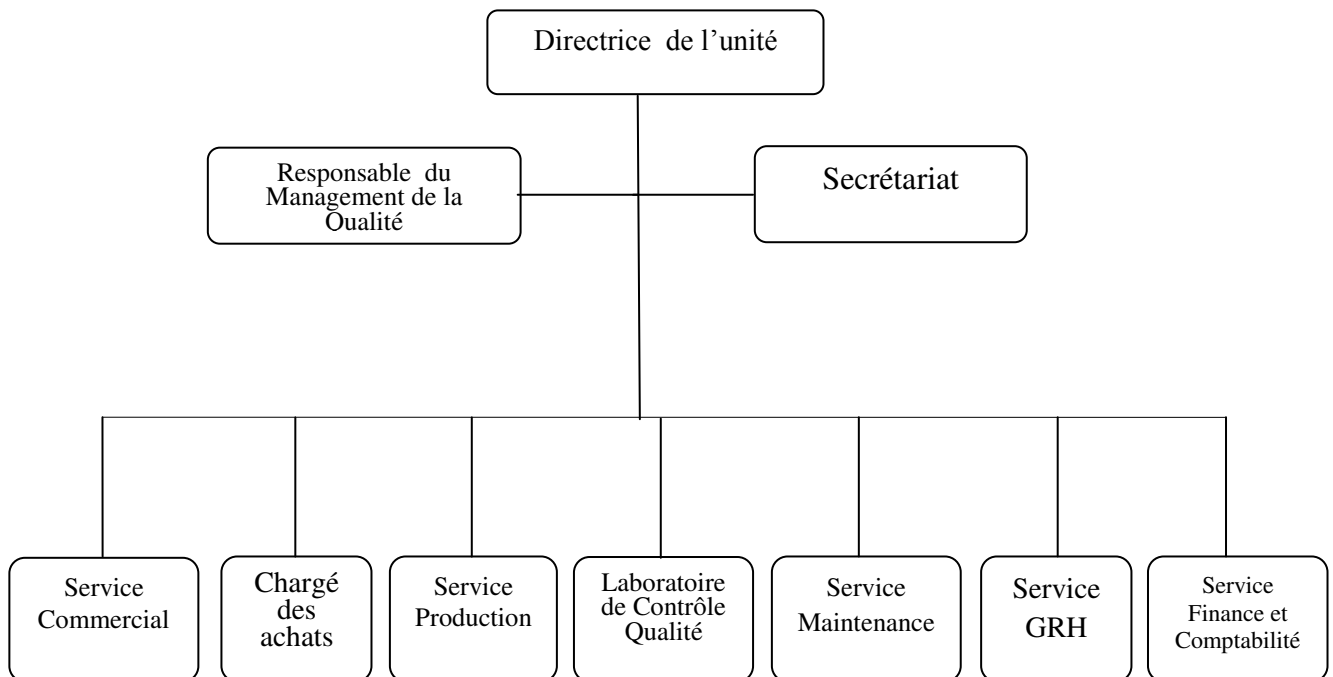 Directrice de l’unité
Responsable du
Management de la
Qualité
Secrétariat
Service
Commercial
Chargé
des
achats
Service
Production
Laboratoire
de Contrôle
Qualité
Service
Maintenance
Service
GRH
Service
Finance et
Comptabilité